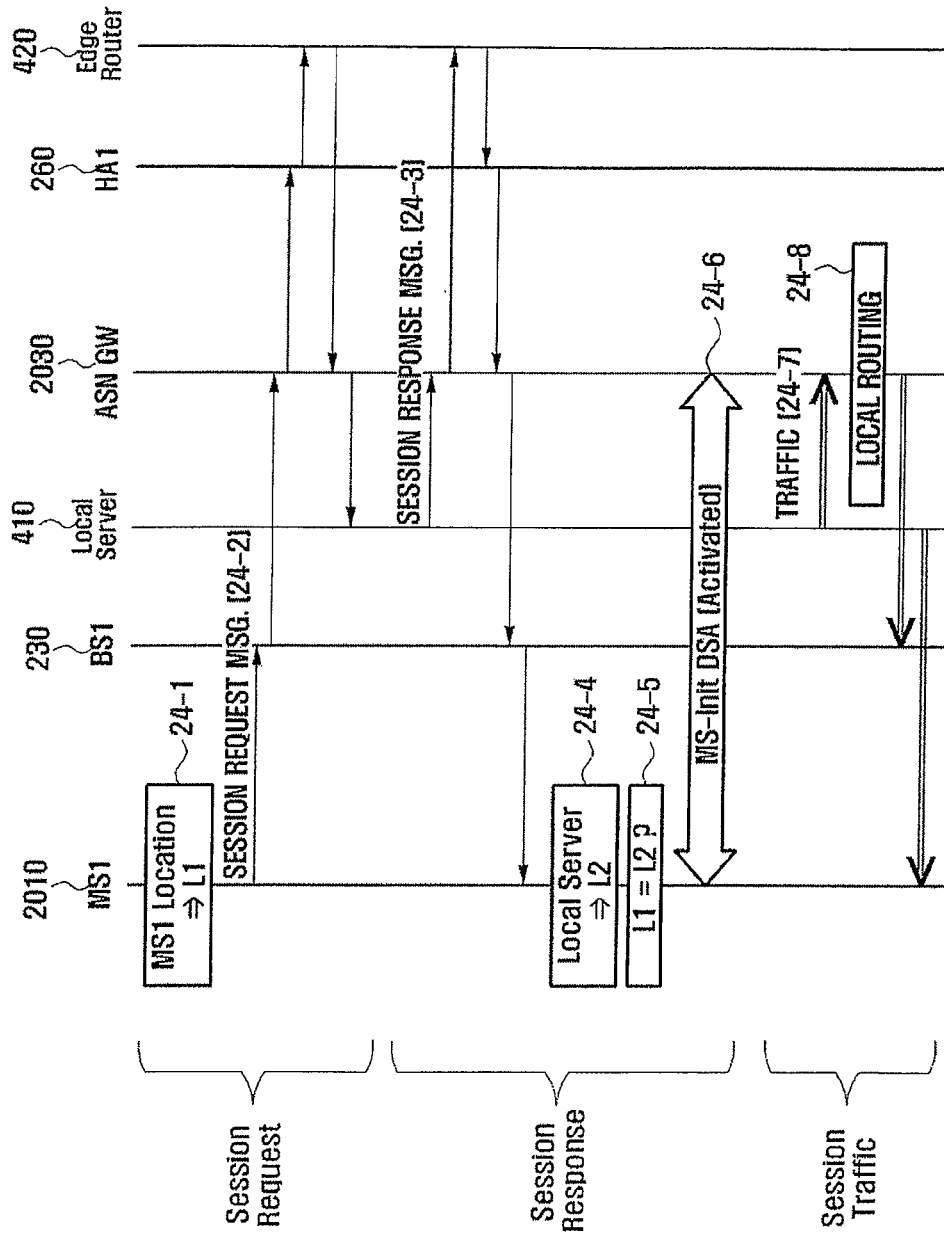 2010
MS1
230
BS1
410
Local
Server
2030
ASN GW
260
HA1
420
Edge
Router
Session
Request
MS1 Location
⇒ L1
24-1
SESSION REQUEST MSG. [24-2]
SESSION RESPONSE MSG. [24-3]
Session
Response
Local Server
⇒ L2
24-4
L1 = L2 ?
24-5
MS-Init DSA (Activated)
24-6
Session
Traffic
TRAFFIC [24-7]
LOCAL ROUTING
24-8